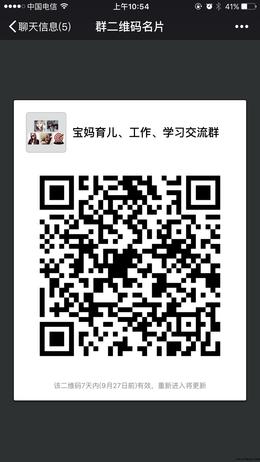 中国电信 上午10:54 41%
聊天信息(5) 群二维码名片
宝妈育儿、工作、学习交流群
该二维码7天内(9月27日前)有效，重新进入将更新